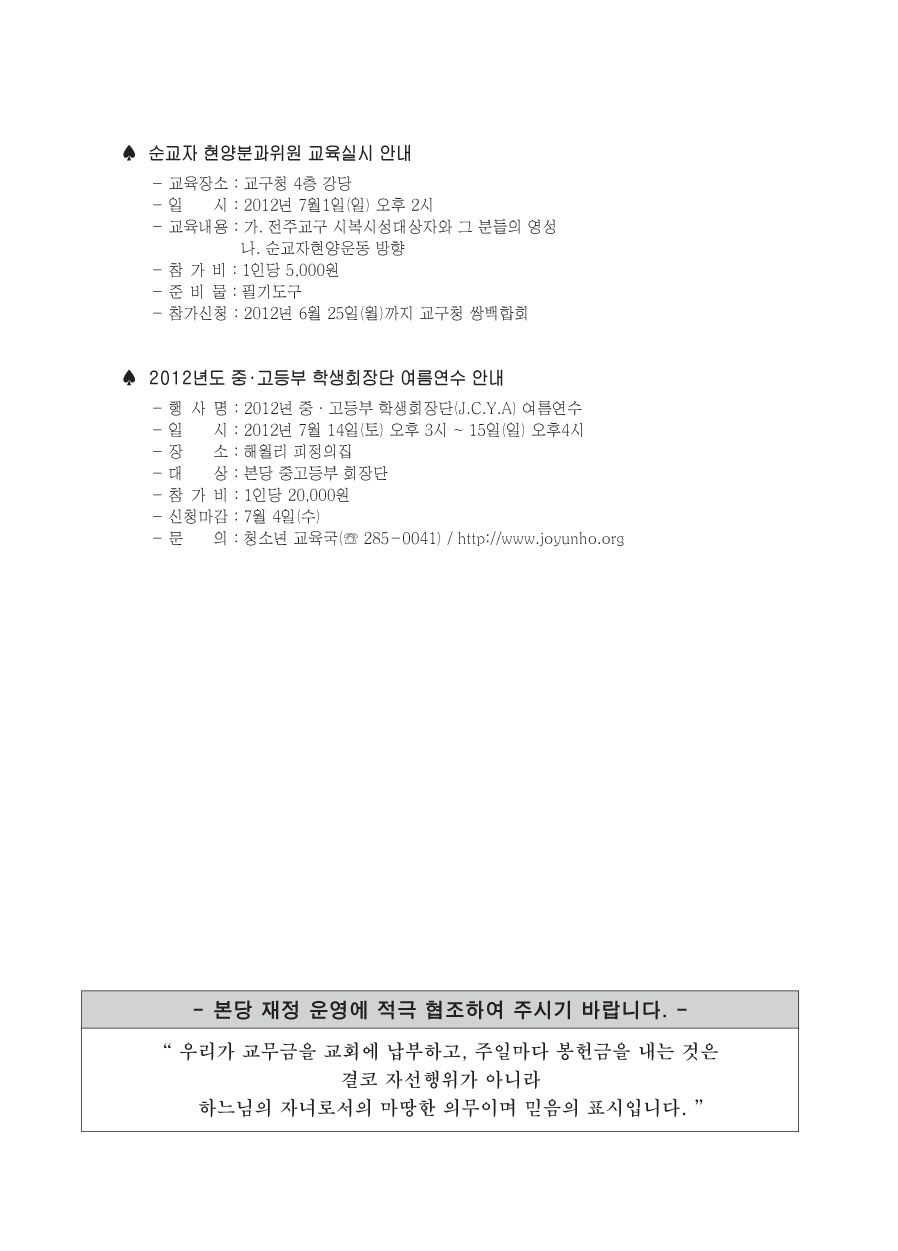 ♠ 순교자 현양분과위원 교육실시 안내
- 교육장소 : 교구청 4층 강당
- 일 시 : 2012년 7월1일(일) 오후 2시
- 교육내용 : 가. 전주교구 시복시성대상자와 그 분들의 영성
나. 순교자현양운동 방향
- 참 가 비 : 1인당 5,000원
- 준 비 물 : 필기도구
- 참가신청 : 2012년 6월 25일(월)까지 교구청 쌍백합회
♠ 2012년도 중·고등부 학생회장단 여름연수 안내
- 행 사 명 : 2012년 중 · 고등부 학생회장단(J.C.Y.A) 여름연수
- 일 시 : 2012년 7월 14일(토) 오후 3시 ~ 15일(일) 오후4시
- 장 소 : 해월리 피정의집
- 대 상 : 본당 중고등부 회장단
- 참 가 비 : 1인당 20,000원
- 신청마감 : 7월 4일(수)
- 문 의 : 청소년 교육국(☏ 285-0041) / http://www.joyunho.org
- 본당 재정 운영에 적극 협조하여 주시기 바랍니다. -
“ 우리가 교무금을 교회에 납부하고, 주일마다 봉헌금을 내는 것은
결코 자선행위가 아니라
하느님의 자녀로서의 마땅한 의무이며 믿음의 표시입니다. ”